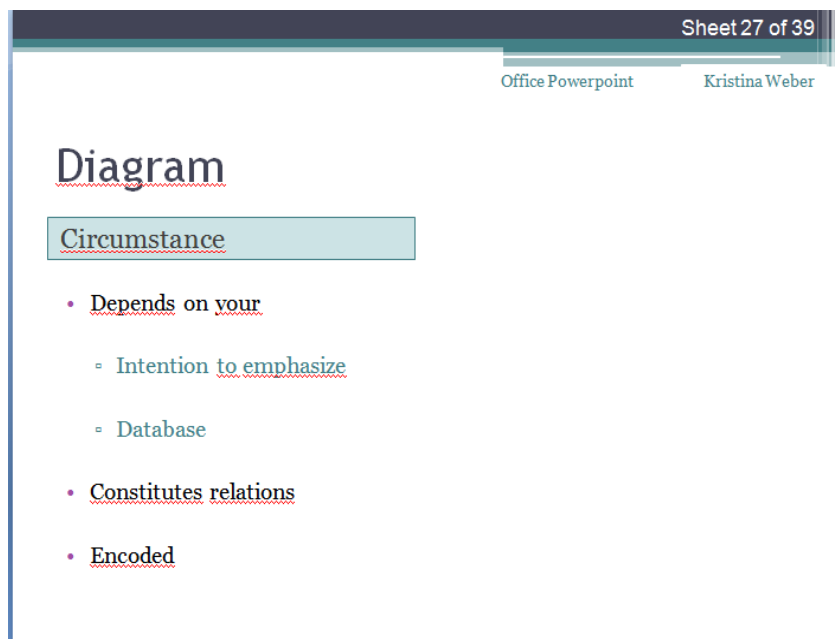 Sheet 27 of 39
Office Powerpoint Kristina Weber
Diagram
Circumstance
• Depends on your
▫ Intention to emphasize
▫ Database
• Constitutes relations
• Encoded